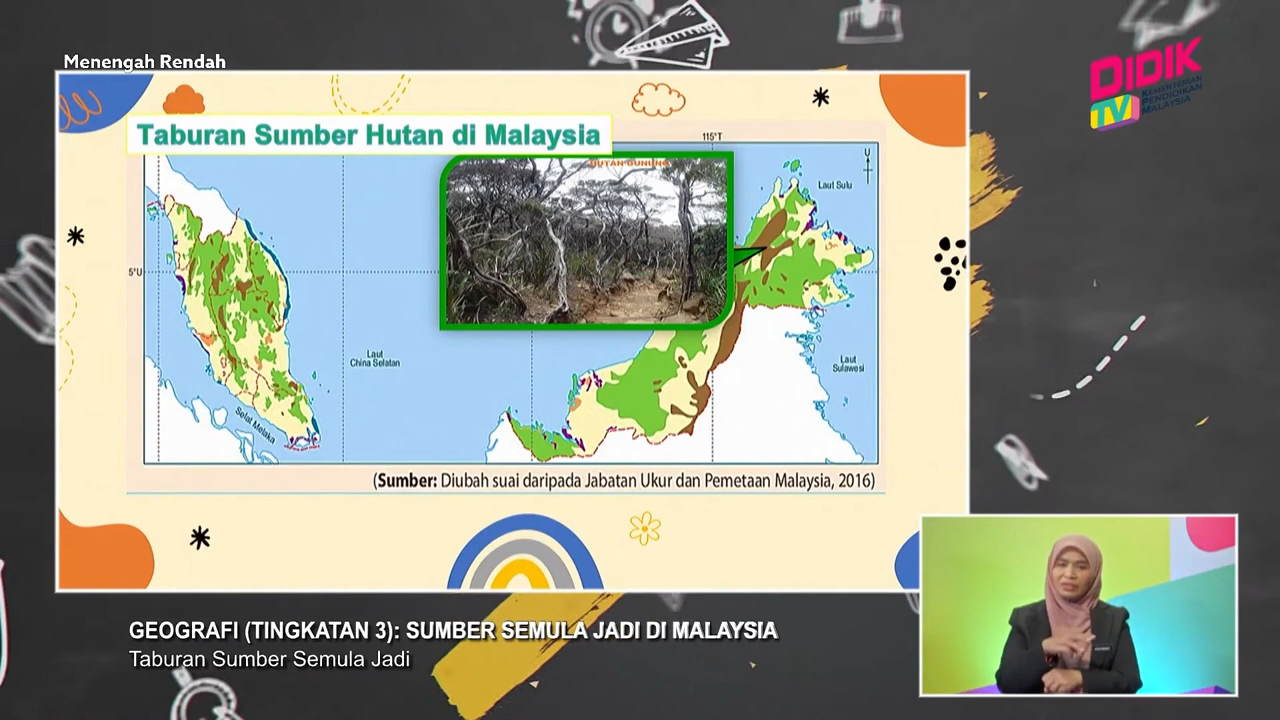 Menengah Rendah
DIDIK
TV
KEMENTERIAN
PENDIDIKAN
MALAYSIA
Taburan Sumber Hutan di Malaysia
115°T
HUTAN GUNUNG
U
Laut Sulu
5°U
Laut
China Selatan
Laut
Sulawesi
Selat Melaka
(Sumber: Diubah suai daripada Jabatan Ukur dan Pemetaan Malaysia, 2016)
GEOGRAFI (TINGKATAN 3): SUMBER SEMULA JADI DI MALAYSIA
Taburan Sumber Semula Jadi